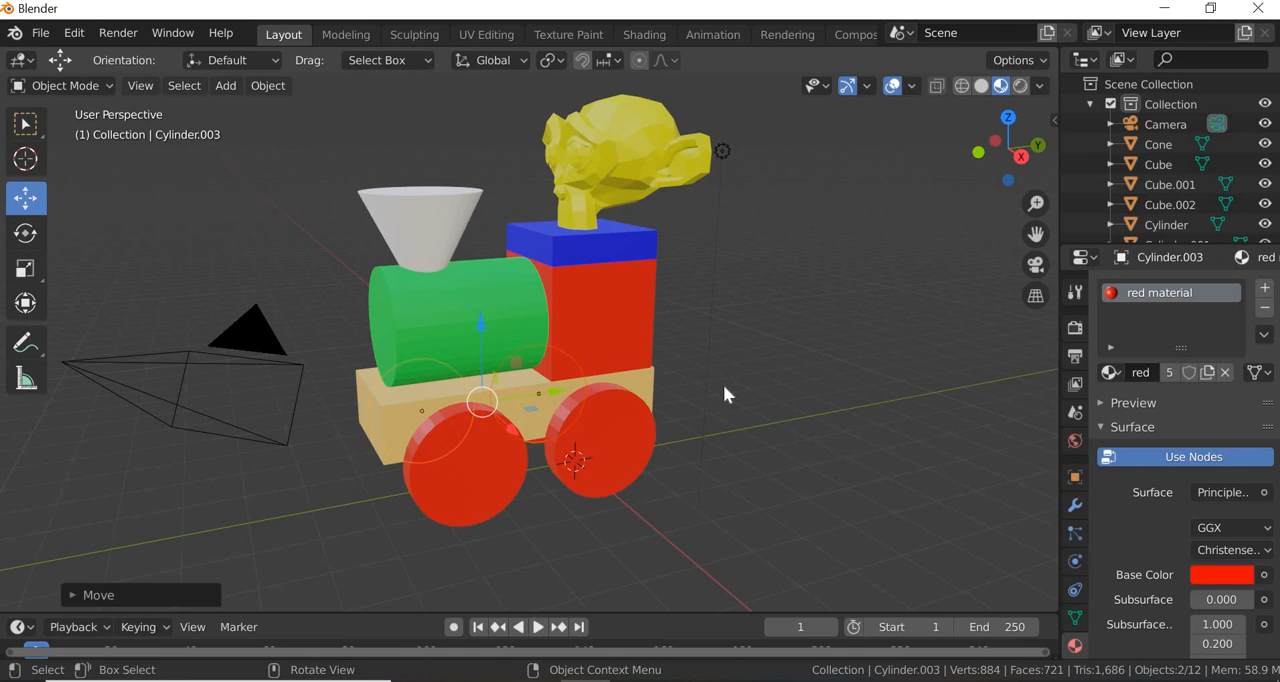 Blender
File Edit Render Window Help Layout Modeling Sculpting UV Editing Texture Paint Shading Animation Rendering Compos Scene View Layer
Orientation: Default Drag: Select Box Global Options
Object Mode View Select Add Object
User Perspective
(1) Collection | Cylinder.003
Z
Y
X
Scene Collection
Collection
Camera
Cone
Cube
Cube.001
Cube.002
Cylinder
Cylinder.003 red
red material
red 5
Preview
Surface
Use Nodes
Surface Principle..
GGX
Christense..
Base Color
Subsurface 0.000
Subsurface.. 1.000
0.200
Move
Playback Keying View Marker 1 Start 1 End 250
Select Box Select Rotate View Object Context Menu Collection | Cylinder.003 | Verts:884 | Faces:721 | Tris:1,686 | Objects:2/12 | Mem: 58.9 M